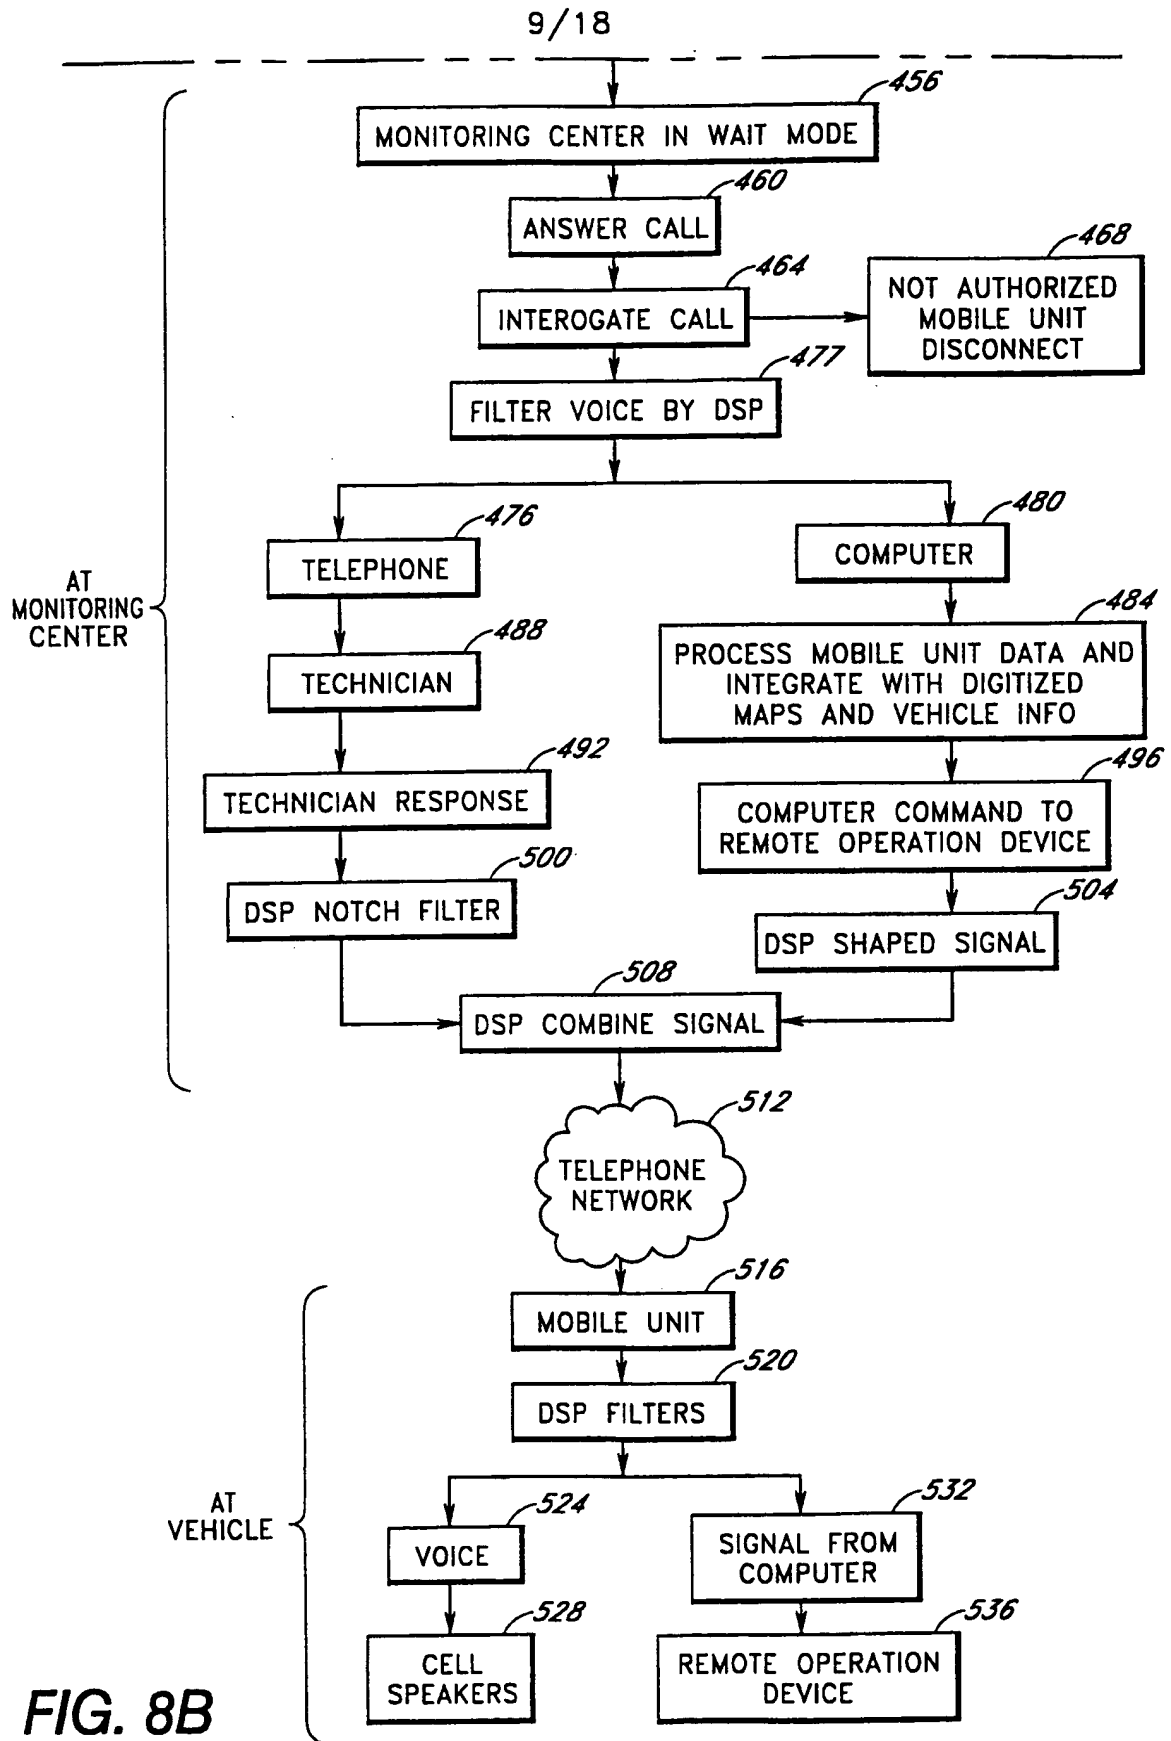 9/18
456
MONITORING CENTER IN WAIT MODE
460
ANSWER CALL
464
INTEROGATE CALL
468
NOT AUTHORIZED
MOBILE UNIT
DISCONNECT
477
FILTER VOICE BY DSP
476
TELEPHONE
480
COMPUTER
AT
MONITORING
CENTER
488
TECHNICIAN
484
PROCESS MOBILE UNIT DATA AND
INTEGRATE WITH DIGITIZED
MAPS AND VEHICLE INFO
492
TECHNICIAN RESPONSE
496
COMPUTER COMMAND TO
REMOTE OPERATION DEVICE
500
DSP NOTCH FILTER
504
DSP SHAPED SIGNAL
508
DSP COMBINE SIGNAL
512
TELEPHONE
NETWORK
516
MOBILE UNIT
520
DSP FILTERS
AT
VEHICLE
524
VOICE
532
SIGNAL FROM
COMPUTER
528
CELL
SPEAKERS
536
REMOTE OPERATION
DEVICE
FIG. 8B